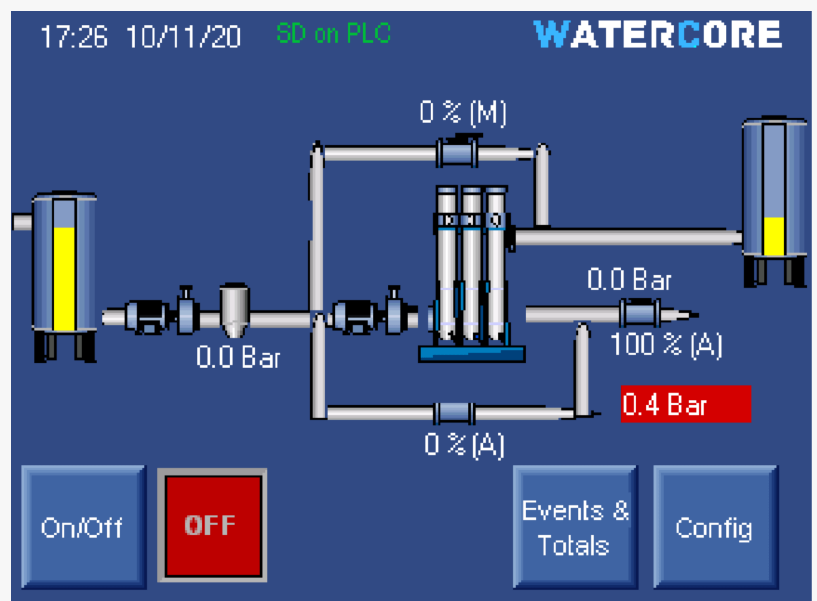 17:26 10/11/20 SD on PLC WATERCORE
0 % (M)
0.0 Bar
100 % (A)
0.0 Bar
0.4 Bar
0 % (A)
On/Off
OFF
Events &
Totals
Config